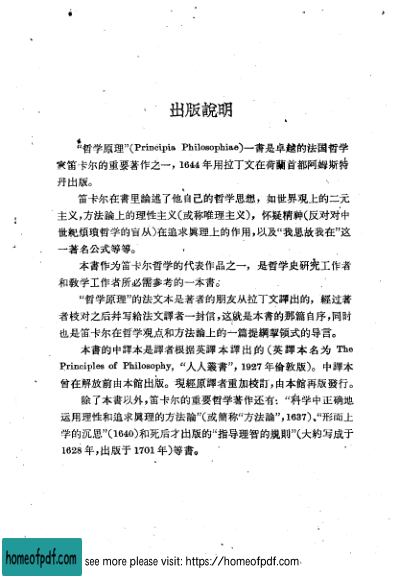 出版說明
“哲学原理”(Principia Philosophiae)一書是卓越的法国哲学
家笛卡尔的重要著作之一，1644年用拉丁文在荷蘭首都阿姆斯特
丹出版。
笛卡尔在書里論述了他自己的哲学思想，如世界观上的二元
主义，方法論上的理性主义(或称唯理主义)，怀疑精神(反对对中
世紀煩瑣哲学的盲从)在追求眞理上的作用，以及“我思故我在”这
一著名公式等等。
本書作为笛卡尔哲学的代表作品之一，是哲学史研究工作者
和教学工作者所必需参考的一本書。
“哲学原理”的法文本是著者的朋友从拉丁文譯出的，經过著
者校对之后幷写給法文譯者一封信，这就是本書的那篇自序，同时
也是笛卡尔在哲学观点和方法論上的一篇提綱挈領式的导言。
本書的中譯本是譯者根据英譯本譯出的(英譯本名为 The
Principles of Philosophy, “人人叢書”，1927年倫敦版)。中譯本
曾在解放前由本館出版。現經原譯者重加校訂，由本館再版發行。
除了本書以外，笛卡尔的重要哲学著作还有：“科学中正确地
运用理性和追求眞理的方法論”(或簡称“方法論”，1637)，“形而上
学的沉思”(1640)和死后才出版的“指导理智的規則”(大約写成于
1628年，出版于1701年)等書。
homeofpdf.com
see more please visit: https://homeofpdf.com